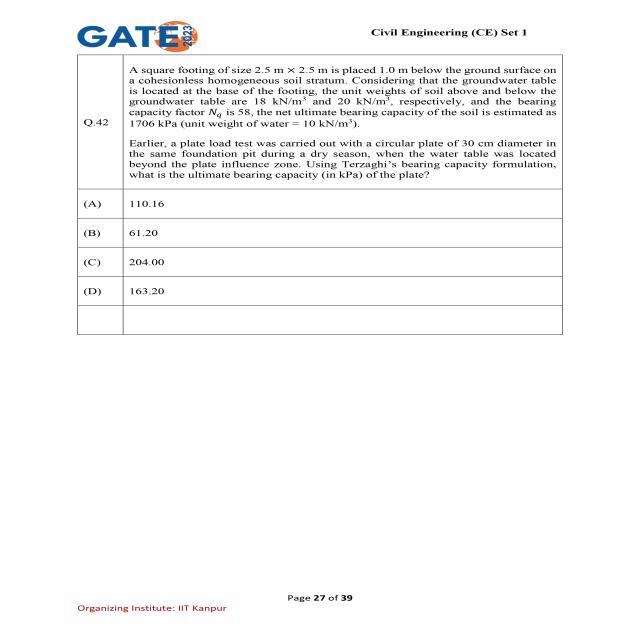 GATE 2023
Civil Engineering (CE) Set 1
Q.42
A square footing of size 2.5 m × 2.5 m is placed 1.0 m below the ground surface on
a cohesionless homogeneous soil stratum. Considering that the groundwater table
is located at the base of the footing, the unit weights of soil above and below the
groundwater table are 18 kN/m³ and 20 kN/m³, respectively, and the bearing
capacity factor N_q is 58, the net ultimate bearing capacity of the soil is estimated as
1706 kPa (unit weight of water = 10 kN/m³).
Earlier, a plate load test was carried out with a circular plate of 30 cm diameter in
the same foundation pit during a dry season, when the water table was located
beyond the plate influence zone. Using Terzaghi's bearing capacity formulation,
what is the ultimate bearing capacity (in kPa) of the plate?
(A) 110.16
(B) 61.20
(C) 204.00
(D) 163.20
Page 27 of 39
Organizing Institute: IIT Kanpur